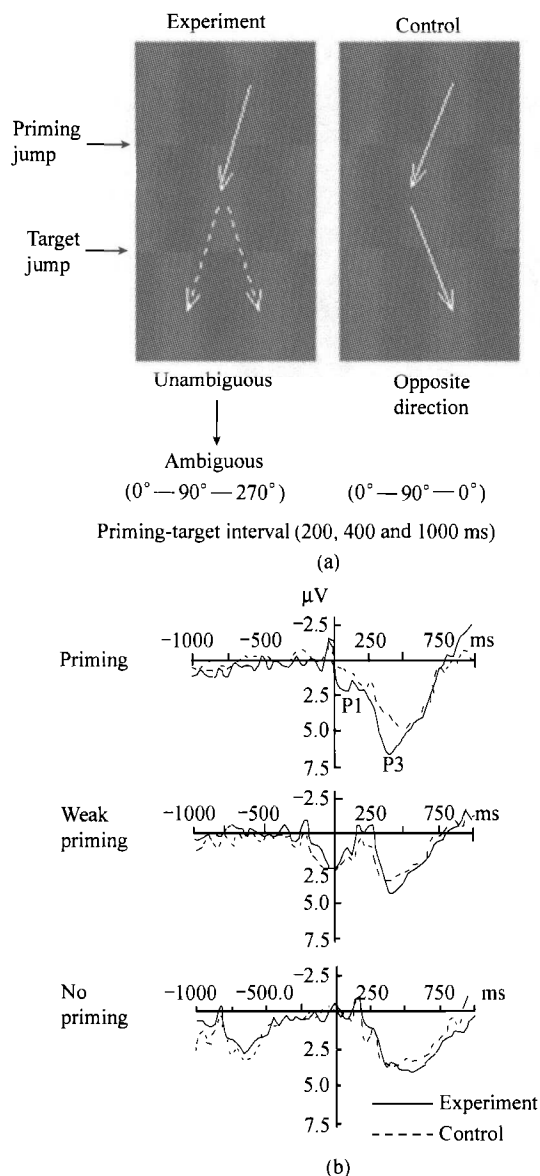 Experiment Control
Priming
jump
Target
jump
Unambiguous Opposite
direction
Ambiguous
(0°—90°—270°) (0°—90°—0°)
Priming-target interval (200, 400 and 1000 ms)
(a)
μV
−2.5
−1000 −500 250 750 ms
Priming
2.5
P1
5.0
P3
7.5
−2.5
−1000 −500 250 750 ms
Weak
priming
2.5
5.0
7.5
−2.5
−1000 −500.0 250 750 ms
No
priming
2.5
5.0
7.5
Experiment
Control
(b)